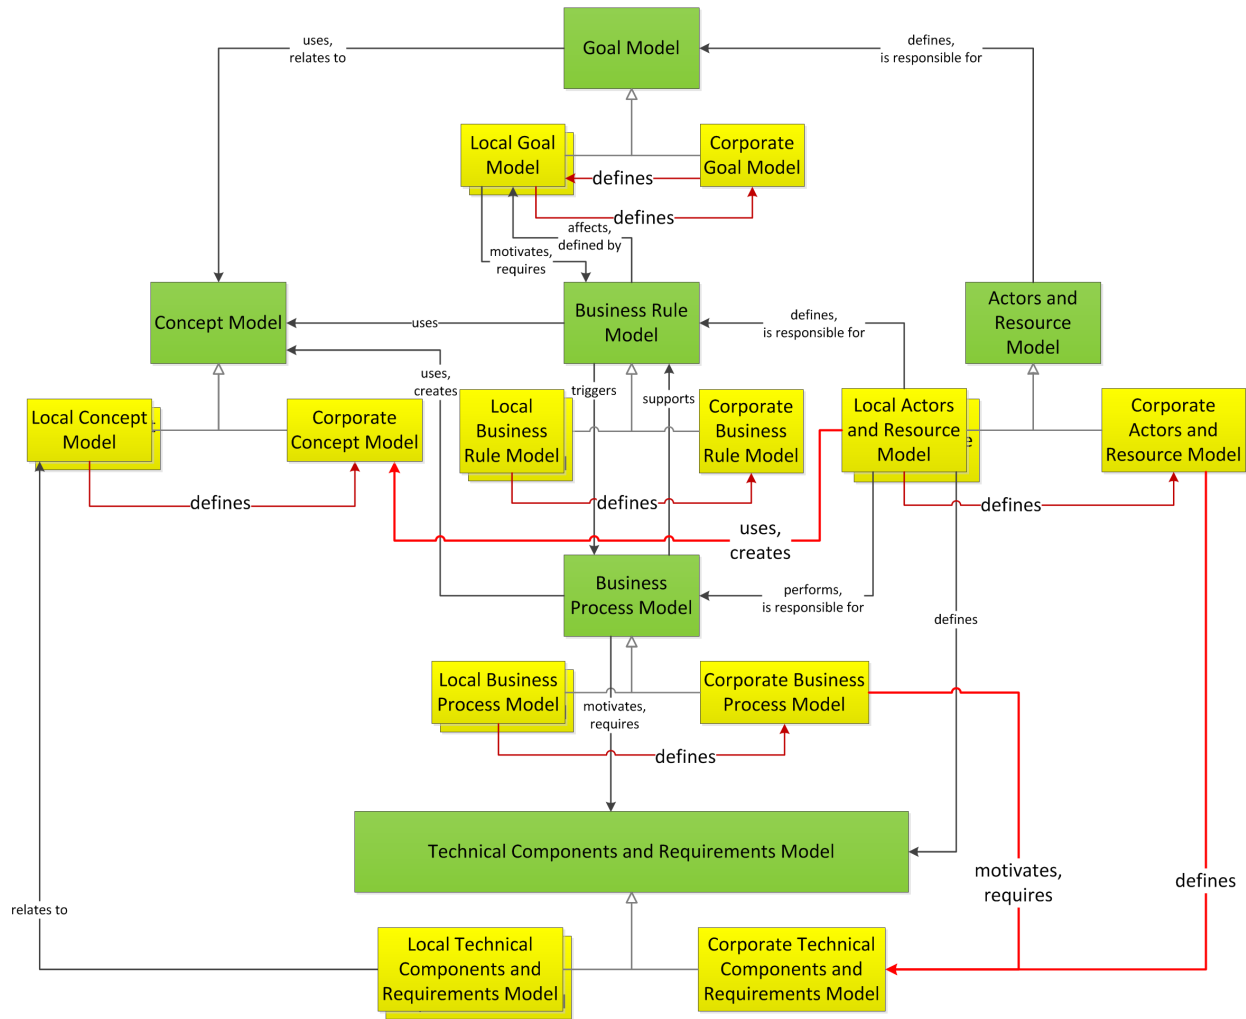 Goal Model
uses,
relates to
defines,
is responsible for
Local Goal
Model
Corporate
Goal Model
defines
defines
affects,
defined by
motivates,
requires
Concept Model
uses
Business Rule
Model
defines,
is responsible for
Actors and
Resource
Model
uses,
creates
triggers
supports
Local Concept
Model
Corporate
Concept Model
Local
Business
Rule Model
Corporate
Business
Rule Model
Local Actors
and Resource
Model
e
Corporate
Actors and
Resource Model
defines
defines
defines
uses,
creates
Business
Process Model
performs,
is responsible for
defines
Local Business
Process Model
Corporate Business
Process Model
motivates,
requires
defines
Technical Components and Requirements Model
motivates,
requires
defines
relates to
Local Technical
Components and
Requirements Model
Corporate Technical
Components and
Requirements Model